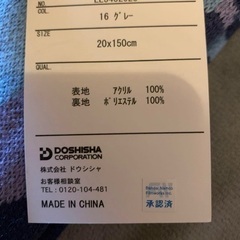 COL.
16 グレー
SIZE
20x150cm
QUAL.
表地 アクリル 100%
裏地 ポリエステル 100%
DOSHISHA
CORPORATION
株式会社 ドウシシャ
お客様相談室
TEL: 0120-104-481
MADE IN CHINA
承認済